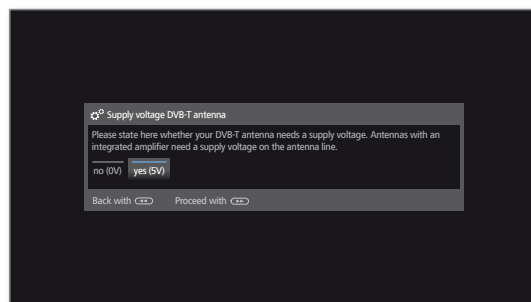 Supply voltage DVB-T antenna
Please state here whether your DVB-T antenna needs a supply voltage. Antennas with an
integrated amplifier need a supply voltage on the antenna line.
no (0V) yes (5V)
Back with Proceed with